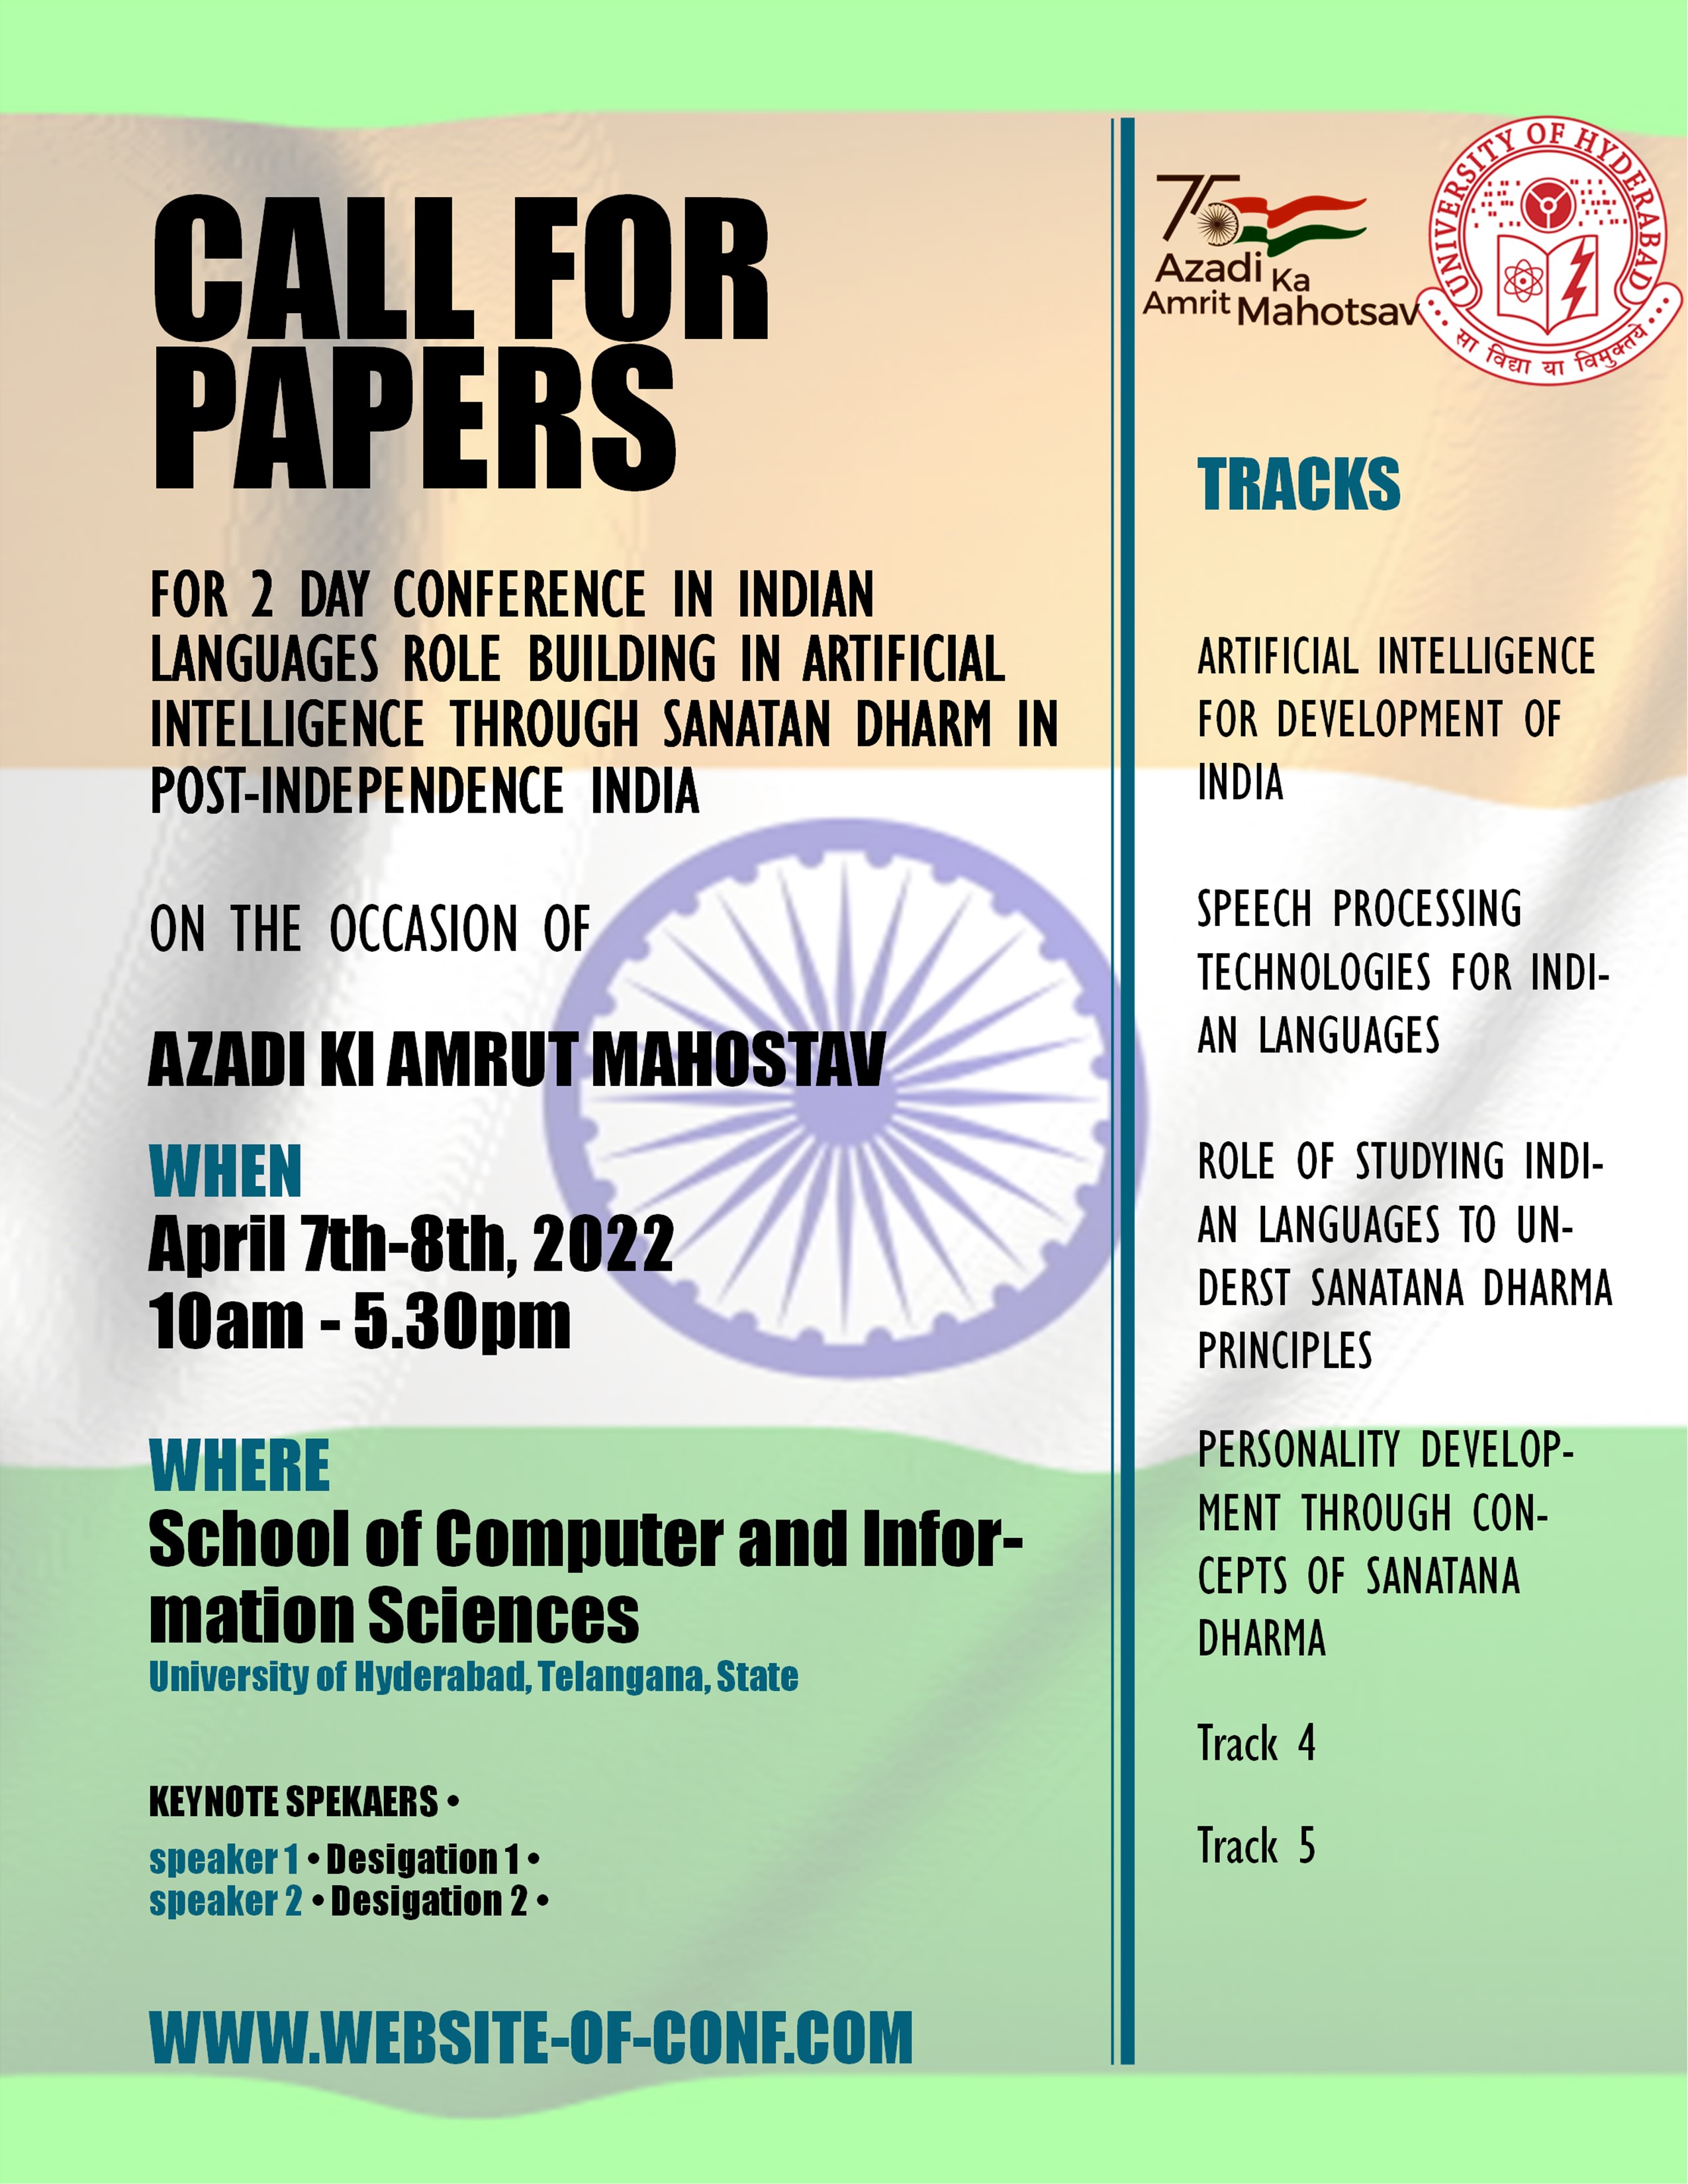 CALL FOR
PAPERS
FOR 2 DAY CONFERENCE IN INDIAN
LANGUAGES ROLE BUILDING IN ARTIFICIAL
INTELLIGENCE THROUGH SANATAN DHARM IN
POST-INDEPENDENCE INDIA
ON THE OCCASION OF
AZADI KI AMRUT MAHOSTAV
WHEN
April 7th-8th, 2022
10am - 5.30pm
WHERE
School of Computer and Infor-
mation Sciences
University of Hyderabad, Telangana, State
KEYNOTE SPEKAERS •
speaker 1 • Desigation 1 •
speaker 2 • Desigation 2 •
WWW.WEBSITE-OF-CONF.COM
75
Azadi Ka
Amrit Mahotsav
UNIVERSITY OF HYDERABAD
सा विद्या या विमुक्तये
TRACKS
ARTIFICIAL INTELLIGENCE
FOR DEVELOPMENT OF
INDIA
SPEECH PROCESSING
TECHNOLOGIES FOR INDI-
AN LANGUAGES
ROLE OF STUDYING INDI-
AN LANGUAGES TO UN-
DERST SANATANA DHARMA
PRINCIPLES
PERSONALITY DEVELOP-
MENT THROUGH CON-
CEPTS OF SANATANA
DHARMA
Track 4
Track 5